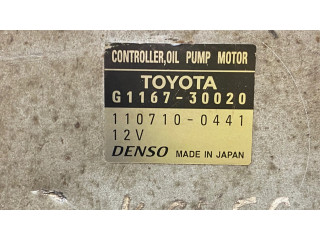 CONTROLLER,OIL PUMP MOTOR
TOYOTA
G1167-30020
110710-0441
12V
DENSO MADE IN JAPAN